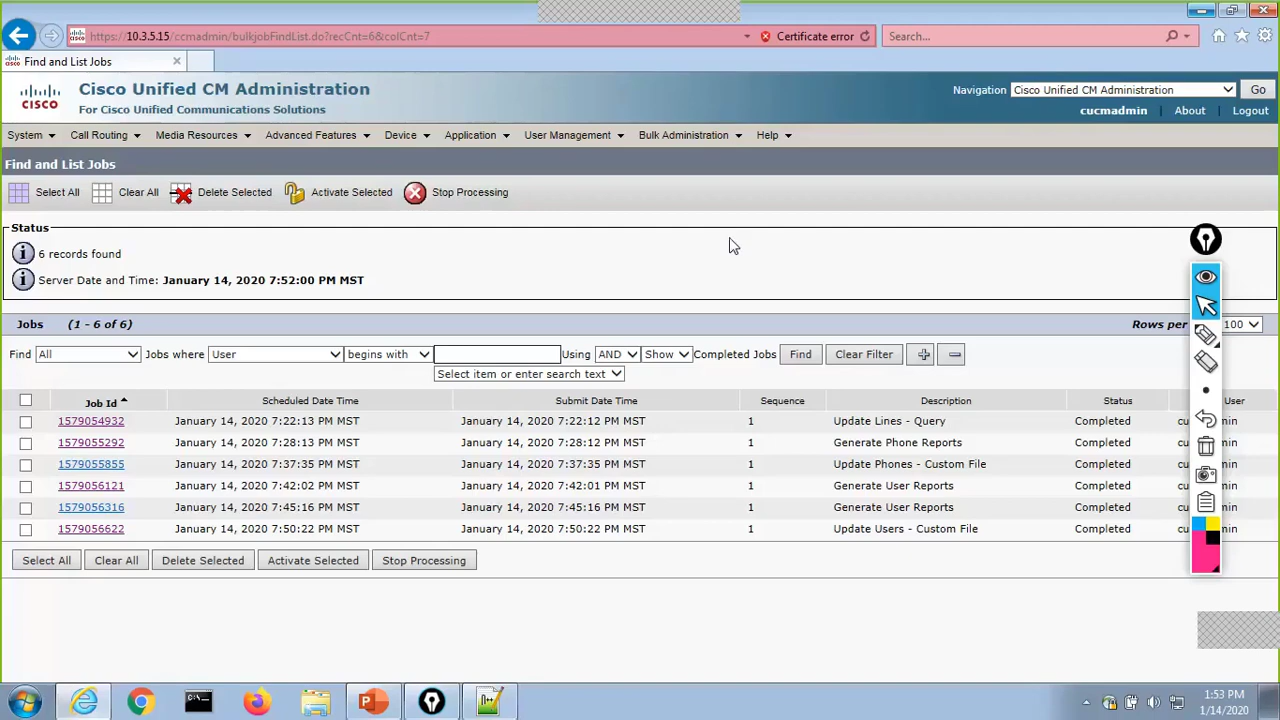 https://10.3.5.15/ccmadmin/bulkjobFindList.do?recCnt=6&colCnt=7
Certificate error
Search...
Find and List Jobs
CISCO
Cisco Unified CM Administration
For Cisco Unified Communications Solutions
Navigation Cisco Unified CM Administration Go
cucmadmin | About | Logout
System Call Routing Media Resources Advanced Features Device Application User Management Bulk Administration Help
Find and List Jobs
Select All Clear All Delete Selected Activate Selected Stop Processing
Status
6 records found
Server Date and Time: January 14, 2020 7:52:00 PM MST
Jobs (1 - 6 of 6) Rows per 100
Find All Jobs where User begins with Using AND Show Completed Jobs Find Clear Filter
Select item or enter search text
Job Id Scheduled Date Time Submit Date Time Sequence Description Status User
1579054932 January 14, 2020 7:22:13 PM MST January 14, 2020 7:22:12 PM MST 1 Update Lines - Query Completed
1579055292 January 14, 2020 7:28:13 PM MST January 14, 2020 7:28:12 PM MST 1 Generate Phone Reports Completed
1579055855 January 14, 2020 7:37:35 PM MST January 14, 2020 7:37:35 PM MST 1 Update Phones - Custom File Completed
1579056121 January 14, 2020 7:42:02 PM MST January 14, 2020 7:42:01 PM MST 1 Generate User Reports Completed
1579056316 January 14, 2020 7:45:16 PM MST January 14, 2020 7:45:16 PM MST 1 Generate User Reports Completed
1579056622 January 14, 2020 7:50:22 PM MST January 14, 2020 7:50:22 PM MST 1 Update Users - Custom File Completed
Select All Clear All Delete Selected Activate Selected Stop Processing
1:53 PM
1/14/2020